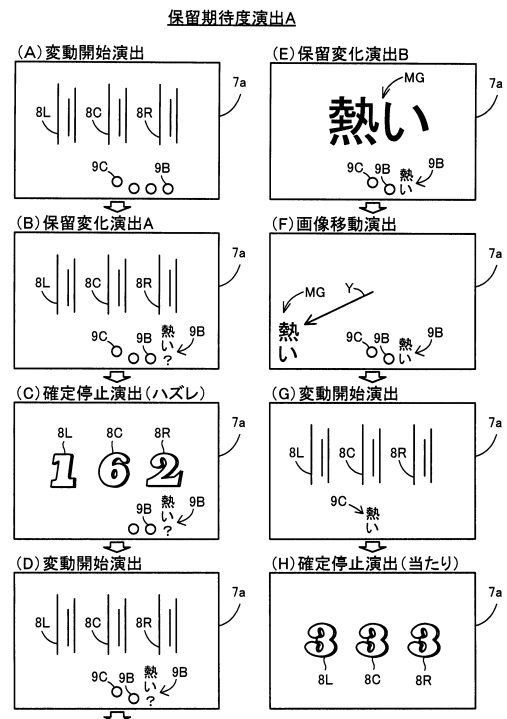 保留期待度演出A
(A)変動開始演出
7a
8L
8C
8R
9C
9B
(B)保留変化演出A
7a
8L
8C
8R
9C
9B
熱い?
9B
(C)確定停止演出(ハズレ)
7a
8L
8C
8R
1 6 2
9B
熱い?
9B
(D)変動開始演出
7a
8L
8C
8R
9C
9B
熱い?
9B
(E)保留変化演出B
7a
MG
熱い
9C
9B
熱い
9B
(F)画像移動演出
7a
MG
Y
熱い
9C
9B
熱い
9B
(G)変動開始演出
7a
8L
8C
8R
9C
熱い
(H)確定停止演出(当たり)
7a
3 3 3
8L
8C
8R